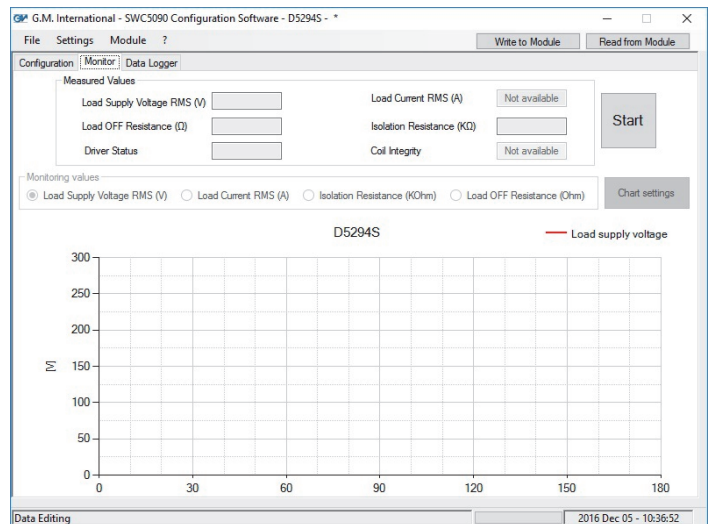 G.M. International - SWC5090 Configuration Software - D5294S - *
File Settings Module ? Write to Module Read from Module
Configuration Monitor Data Logger
Measured Values
Load Supply Voltage RMS (V) Load Current RMS (A) Not available
Start
Load OFF Resistance (Ω) Isolation Resistance (KΩ)
Driver Status Coil Integrity Not available
Monitoring values
Load Supply Voltage RMS (V) Load Current RMS (A) Isolation Resistance (KOhm) Load OFF Resistance (Ohm) Chart settings
D5294S
Load supply voltage
300
250
200
[V]
150
100
50
0
0 30 60 90 120 150 180
Data Editing 2016 Dec 05 - 10:36:52